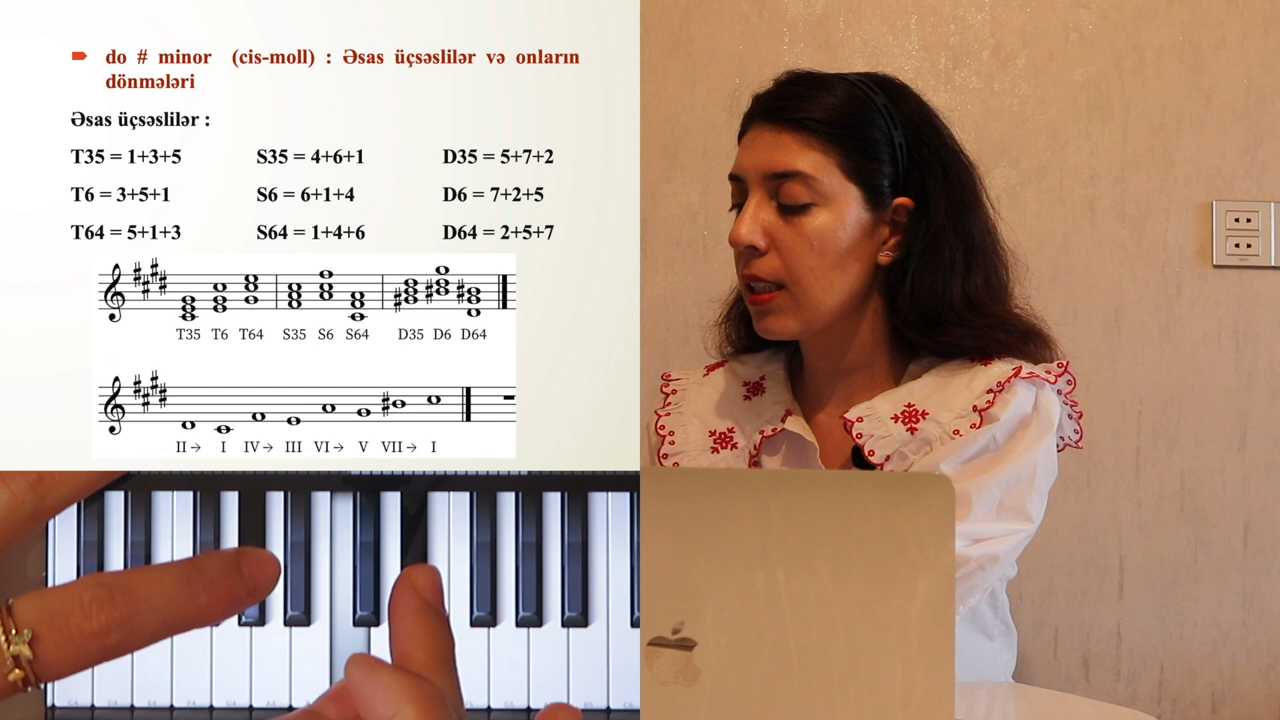 do # minor (cis-moll) : Əsas üçsəslilər və onların
dönmələri
Əsas üçsəslilər :
T35 = 1+3+5 S35 = 4+6+1 D35 = 5+7+2
T6 = 3+5+1 S6 = 6+1+4 D6 = 7+2+5
T64 = 5+1+3 S64 = 1+4+6 D64 = 2+5+7
T35 T6 T64 S35 S6 S64 D35 D6 D64
II → I IV → III VI → V VII → I